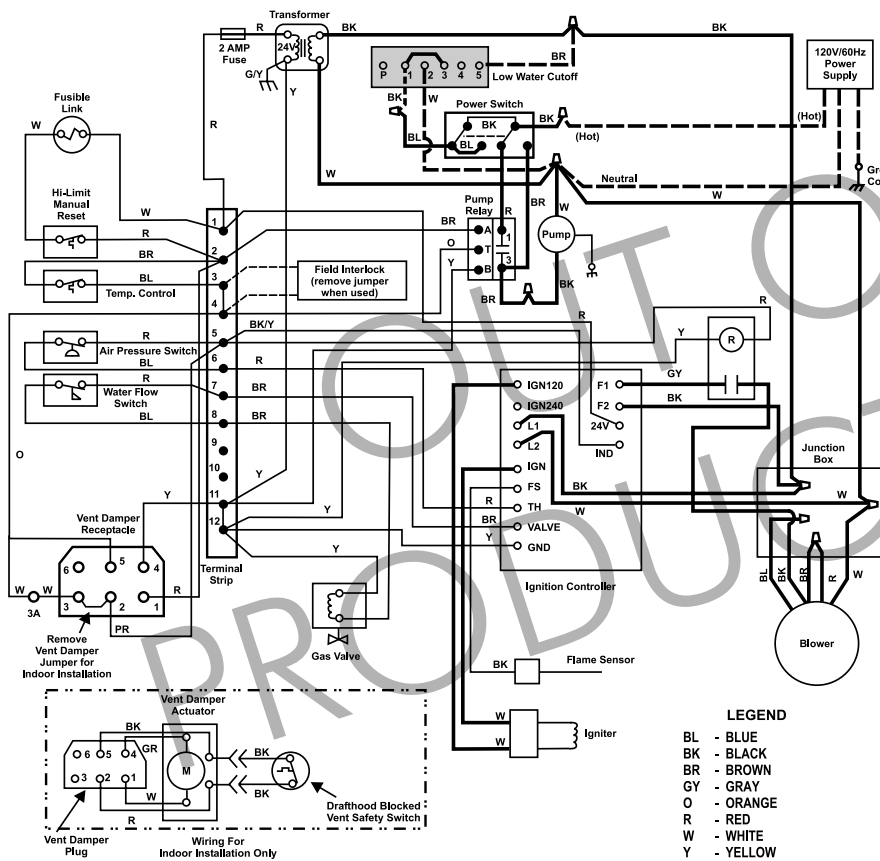 Transformer
R
BK
BK
2 AMP
Fuse
24V
G/Y
Y
P 1 2 3 4 5
BR
Low Water Cutoff
120V/60Hz
Power
Supply
BK
W
Power Switch
Fusible
Link
W
R
BK
BK
(Hot)
(Hot)
BL
BL
W
Neutral
W
Hi-Limit
Manual
Reset
W
R
BR
BL
Temp. Control
1
2
3
4
Field Interlock
(remove jumper
when used)
BR
O
Y
Pump
Relay
A
T
B
R
1
3
BR
W
Pump
BR
BK
R
BL
Air Pressure Switch
BK/Y
5
6
R
R
Y
R
R
R
BL
Water Flow
Switch
7
BR
8
BR
9
10
11
12
Terminal
Strip
O
Y
IGN120
IGN240
L1
L2
IGN
FS
TH
VALVE
GND
F1
F2
24V
IND
GY
BK
BK
W
R
BR
Y
Ignition Controller
Junction
Box
W
Vent Damper
Receptacle
Y
6 5 4
3 2 1
W
W
3A
R
PR
Remove
Vent Damper
Jumper for
Indoor Installation
Y
Gas Valve
BL
BK
BR
R
W
Blower
BK
Flame Sensor
W
W
Igniter
Vent Damper
Actuator
BK
GR
6 5 4
3 2 1
M
W
R
BK
BK
Drafthood Blocked
Vent Safety Switch
Vent Damper
Plug
Wiring For
Indoor Installation Only
LEGEND
BL - BLUE
BK - BLACK
BR - BROWN
GY - GRAY
O - ORANGE
R - RED
W - WHITE
Y - YELLOW
OUT O
PRODUC